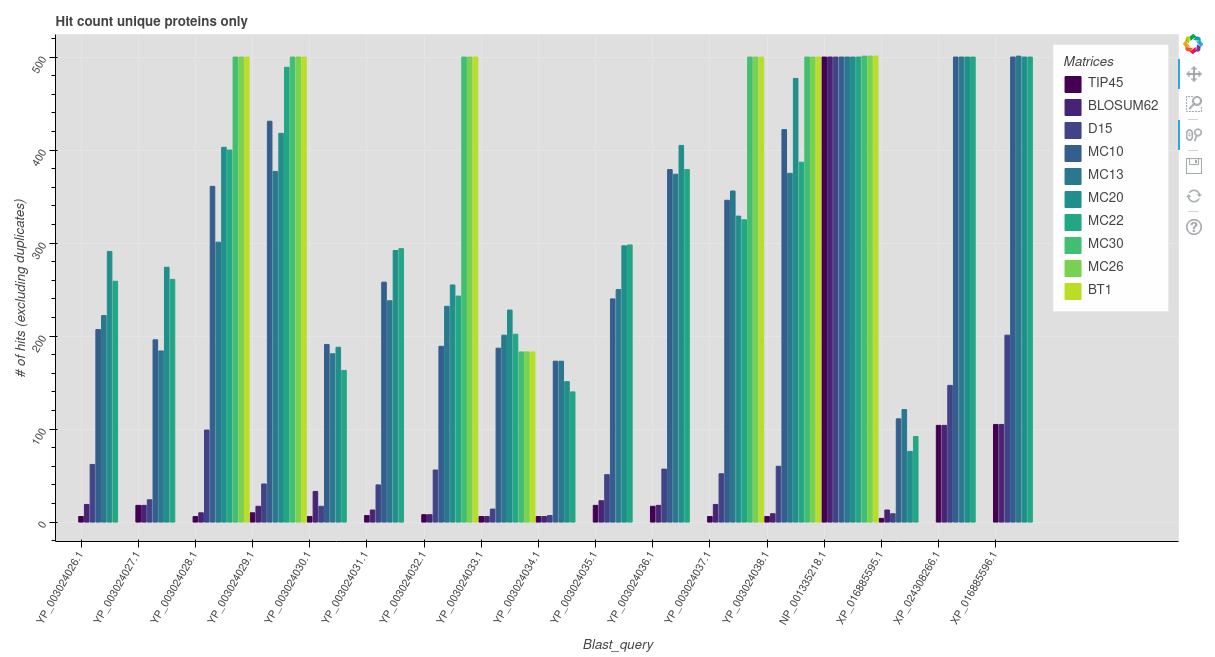 Hit count unique proteins only
# of hits (excluding duplicates)
500
400
300
200
100
0
Matrices
TIP45
BLOSUM62
D15
MC10
MC13
MC20
MC22
MC30
MC26
BT1
YP_003024026.1
YP_003024027.1
YP_003024028.1
YP_003024029.1
YP_003024030.1
YP_003024031.1
YP_003024032.1
YP_003024033.1
YP_003024034.1
YP_003024035.1
YP_003024036.1
YP_003024037.1
YP_003024038.1
NP_001335218.1
XP_016885595.1
XP_024308266.1
XP_016885596.1
Blast_query